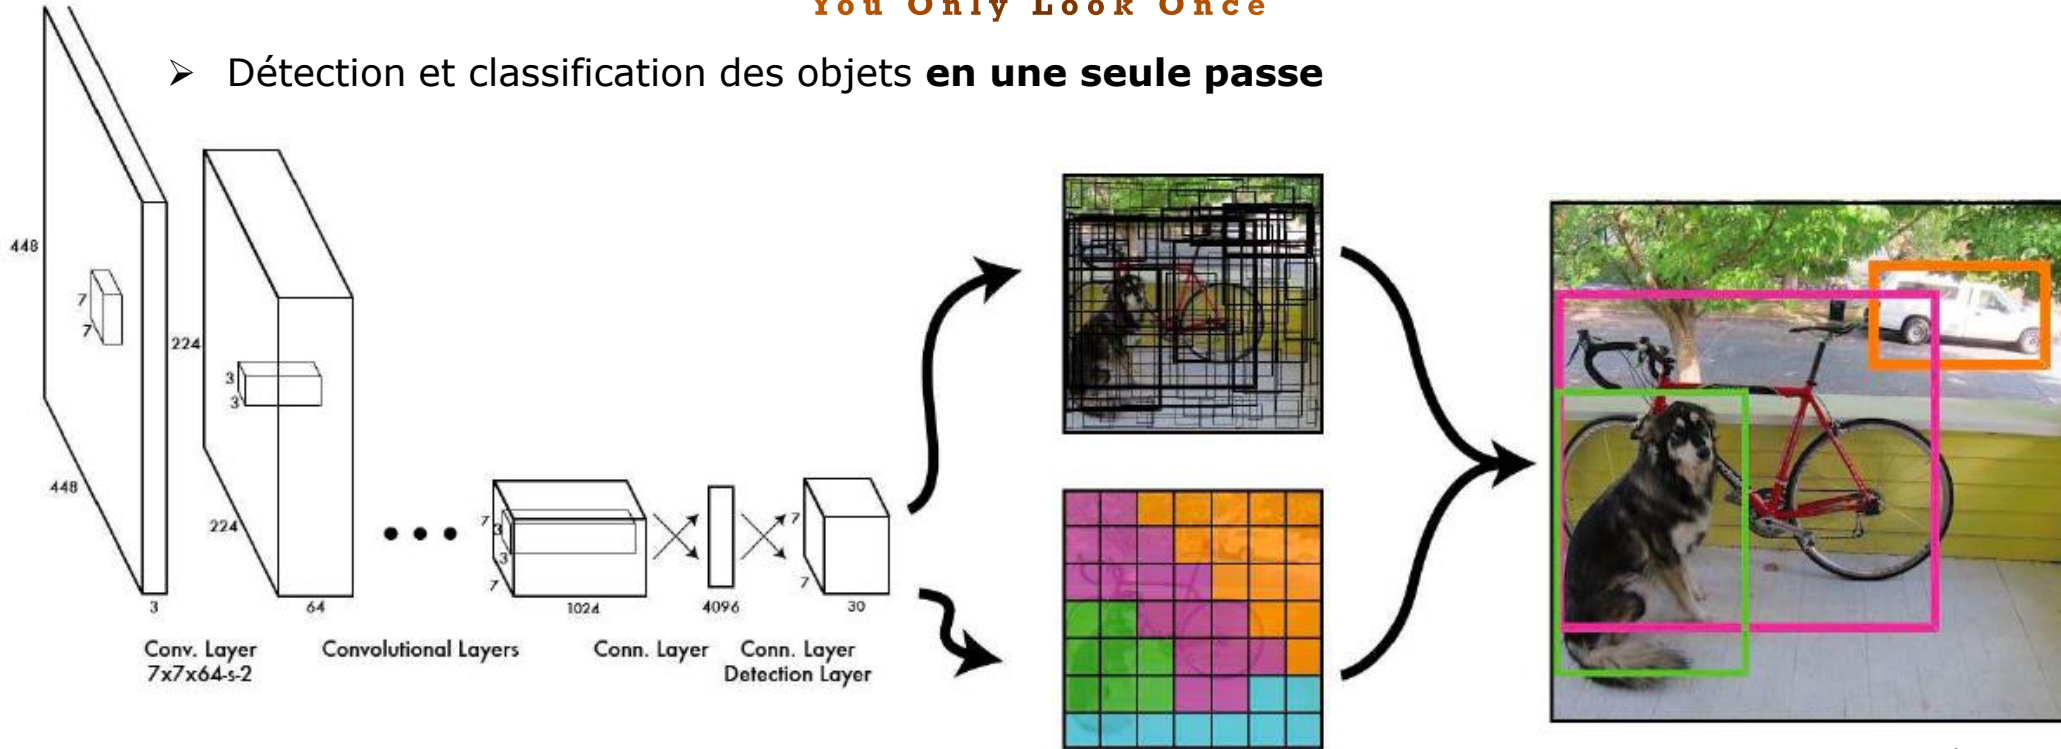 You Only Look Once
➢ Détection et classification des objets en une seule passe
448
448
7
7
3
224
224
3
3
64
7
3
3
7
1024
4096
7
7
30
Conv. Layer
7x7x64-s-2
Convolutional Layers
Conn. Layer
Conn. Layer
Detection Layer